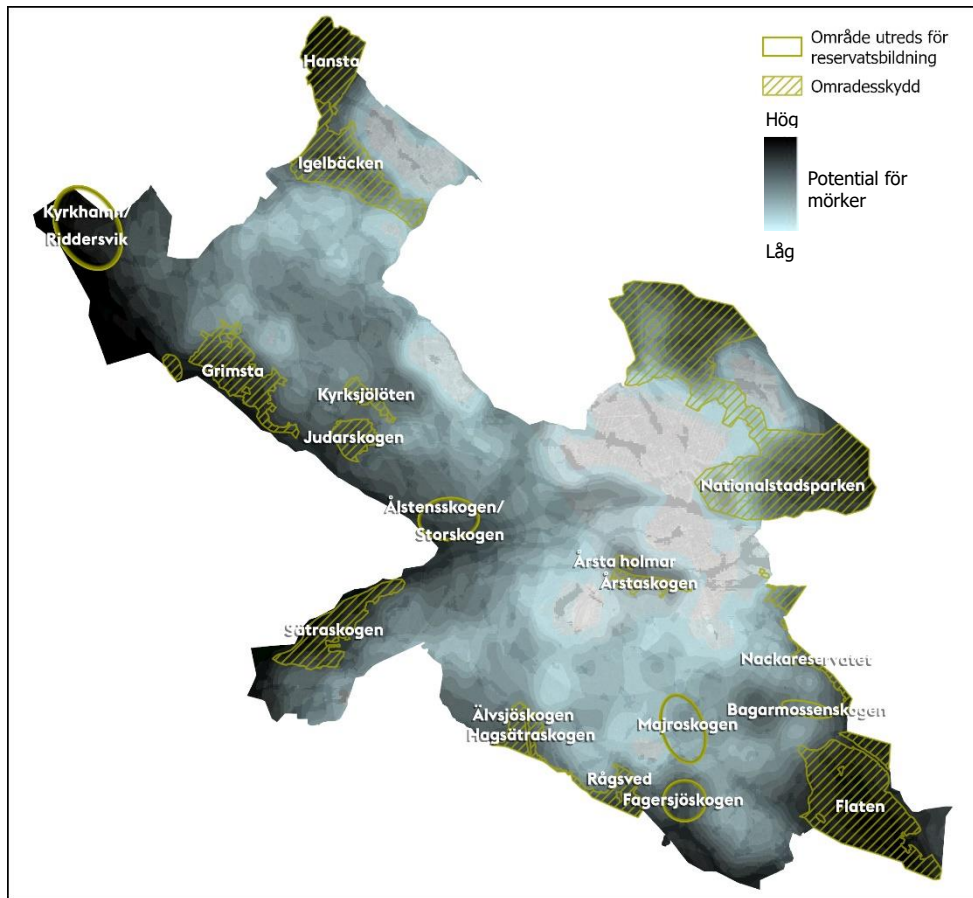 Område utreds för
reservatsbildning
Omradesskydd
Hög
Potential för
mörker
Låg
Hansta
Igelbäcken
Kyrkhamn/
Riddersvik
Grimsta
Kyrksjölöten
Judarskogen
Nationalstadsparken
Ålstensskogen/
Storskogen
Årsta holmar
Årstaskogen
Sätraskogen
Nackareservatet
Bagarmossenskogen
Älvsjöskogen
Hagsätraskogen
Majroskogen
Rågsved
Fagersjöskogen
Flaten